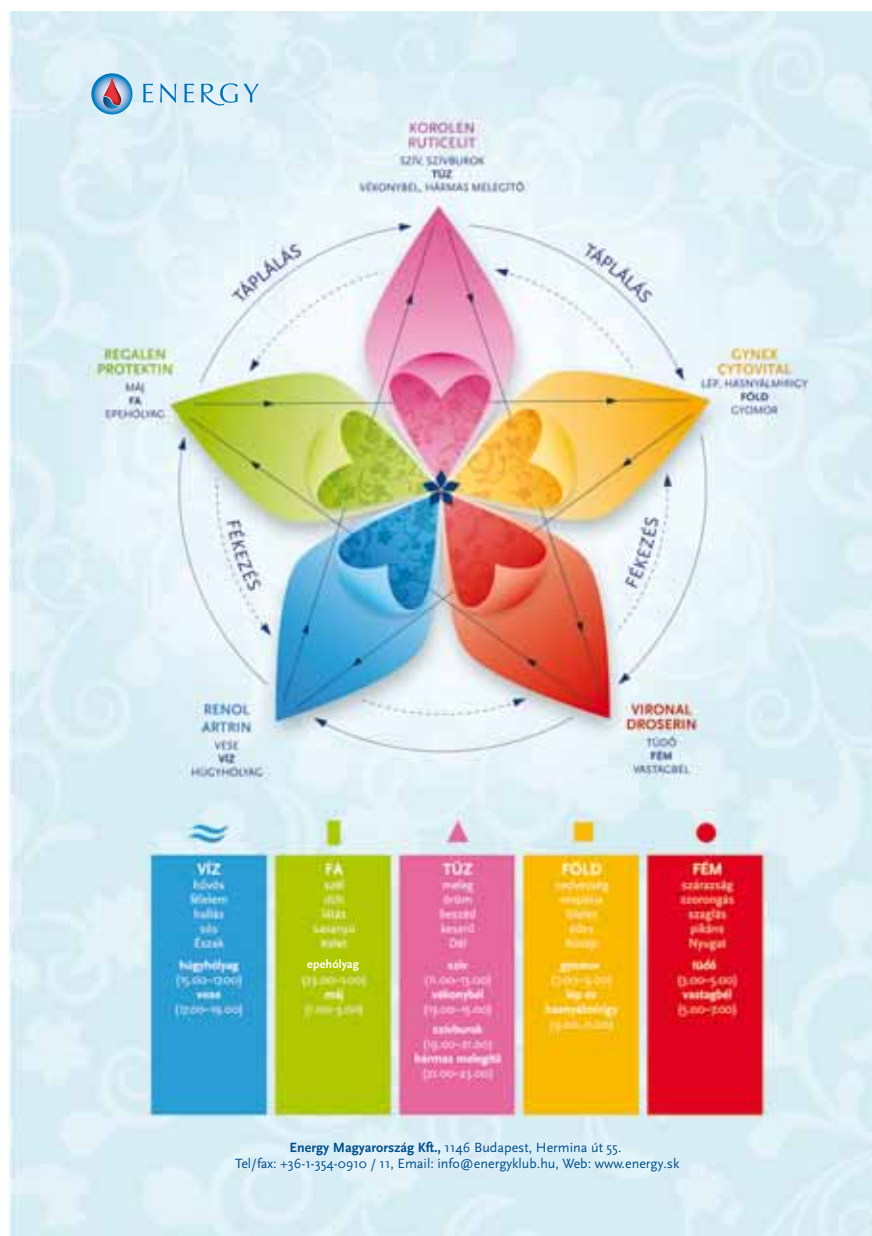 ENERGY
KOROLEN
RUTICELIT
SZÍV, SZÍVBUROK
TŰZ
VÉKONYBÉL, HÁRMAS MELEGÍTŐ
TÁPLÁLÁS
TÁPLÁLÁS
REGALEN
PROTEKTIN
MÁJ
FA
EPEHÓLYAG
GYNEX
CYTOVITAL
LÉP, HASNYÁLMIRIGY
FÖLD
GYOMOR
FÉKEZÉS
FÉKEZÉS
RENOL
ARTRIN
VESE
VÍZ
HÚGYHÓLYAG
VIRONAL
DROSERIN
TÜDŐ
FÉM
VASTAGBÉL
VÍZ
hűvös
félelem
hallás
sós
Észak
húgyhólyag
(15.00–17.00)
vese
(17.00–19.00)
FA
szél
düh
látás
savanyú
Kelet
epehólyag
(23.00–1.00)
máj
(1.00–3.00)
TŰZ
meleg
öröm
beszéd
keserű
Dél
szív
(11.00–13.00)
vékonybél
(13.00–15.00)
szívburok
(19.00–21.00)
hármas melegítő
(21.00–23.00)
FÖLD
nedvesség
édes
gyomor
(7.00–9.00)
lép és
hasnyálmirigy
(9.00–11.00)
FÉM
szárazság
szorongás
szaglás
pikáns
Nyugat
tüdő
(3.00–5.00)
vastagbél
(5.00–7.00)
Energy Magyarország Kft., 1146 Budapest, Hermina út 55.
Tel/fax: +36-1-354-0910 / 11, Email: info@energyklub.hu, Web: www.energy.sk